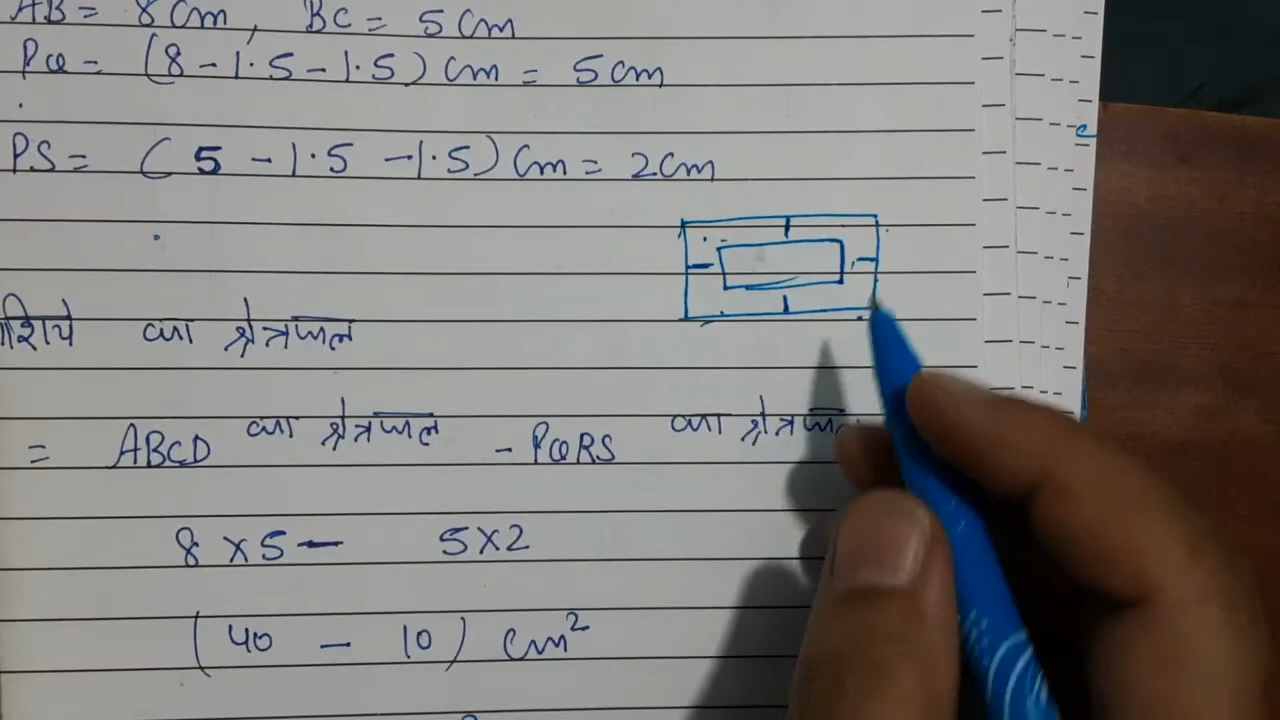 AB = 8 Cm, BC = 5 Cm
PQ = (8 - 1.5 - 1.5) Cm = 5 cm
PS = (5 - 1.5 - 1.5) Cm = 2 Cm
का क्षेत्रफल
= ABCD का क्षेत्रफल - PQRS का
8 × 5 - 5 × 2
(40 - 10) cm²